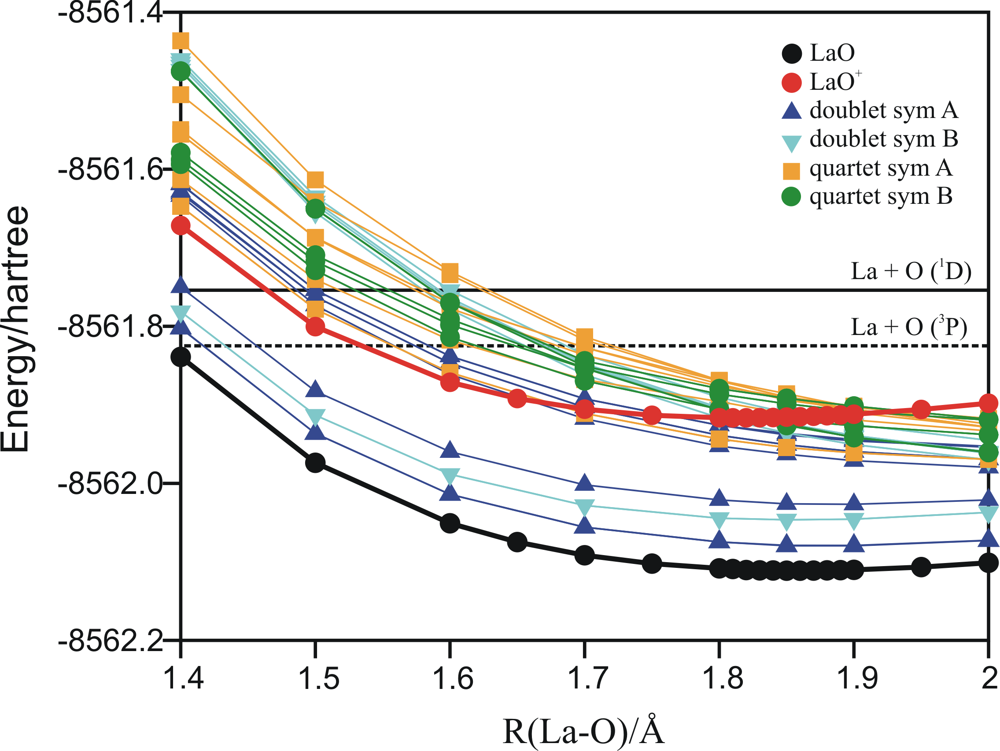 -8561.4
-8561.6
-8561.8
-8562.0
-8562.2
Energy/hartree
LaO
LaO⁺
doublet sym A
doublet sym B
quartet sym A
quartet sym B
La + O (¹D)
La + O (³P)
1.4 1.5 1.6 1.7 1.8 1.9 2
R(La-O)/Å